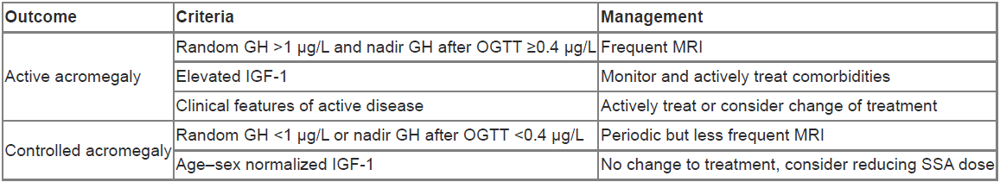 Outcome Criteria Management
Active acromegaly
Random GH >1 μg/L and nadir GH after OGTT ≥0.4 μg/L Frequent MRI
Elevated IGF-1 Monitor and actively treat comorbidities
Clinical features of active disease Actively treat or consider change of treatment
Controlled acromegaly
Random GH <1 μg/L or nadir GH after OGTT <0.4 μg/L Periodic but less frequent MRI
Age–sex normalized IGF-1 No change to treatment, consider reducing SSA dose